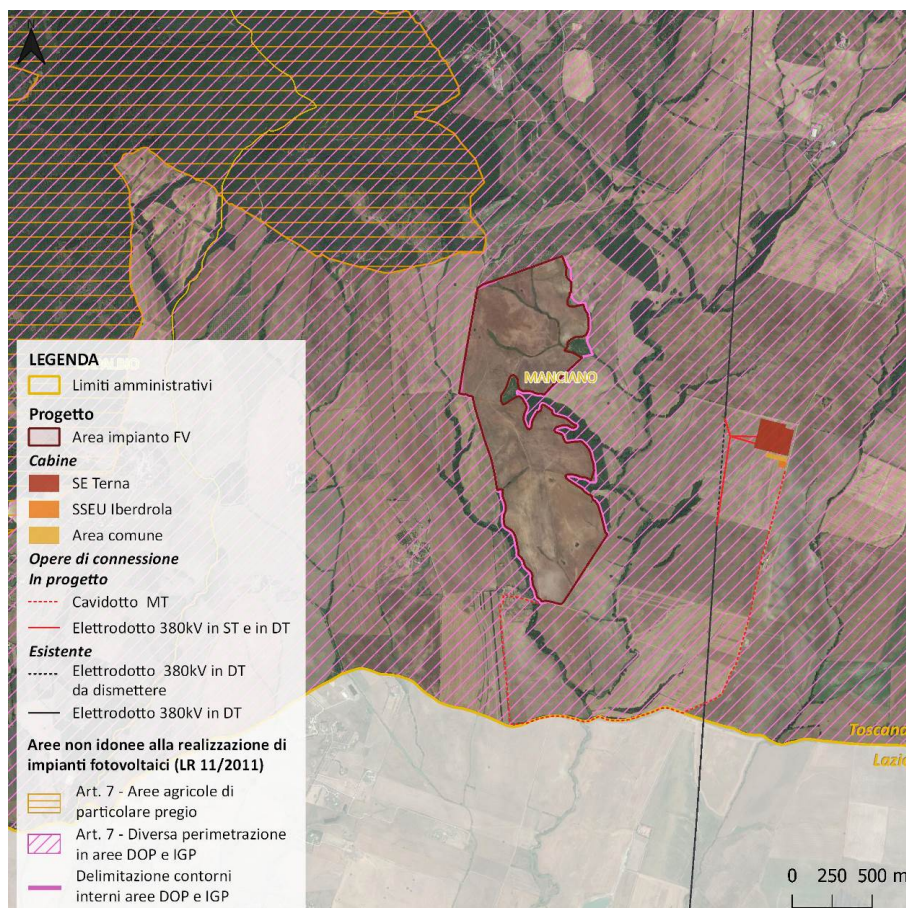 N
MANCIANO
LEGENDA
Limiti amministrativi
Progetto
Area impianto FV
Cabine
SE Terna
SSEU Iberdrola
Area comune
Opere di connessione
In progetto
Cavidotto MT
Elettrodotto 380kV in ST e in DT
Esistente
Elettrodotto 380kV in DT
da dismettere
Elettrodotto 380kV in DT
Aree non idonee alla realizzazione di
impianti fotovoltaici (LR 11/2011)
Art. 7 - Aree agricole di
particolare pregio
Art. 7 - Diversa perimetrazione
in aree DOP e IGP
Delimitazione contorni
interni aree DOP e IGP
Toscana
Lazio
0 250 500 m